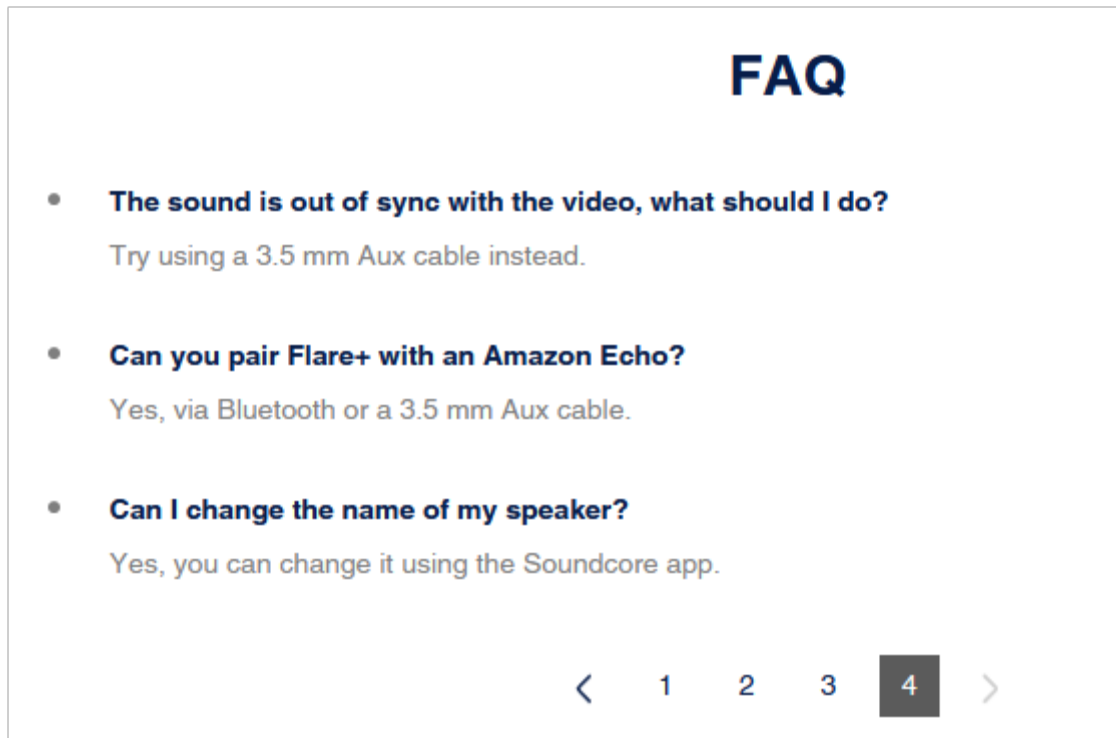 FAQ
The sound is out of sync with the video, what should I do?
Try using a 3.5 mm Aux cable instead.
Can you pair Flare+ with an Amazon Echo?
Yes, via Bluetooth or a 3.5 mm Aux cable.
Can I change the name of my speaker?
Yes, you can change it using the Soundcore app.
1 2 3 4